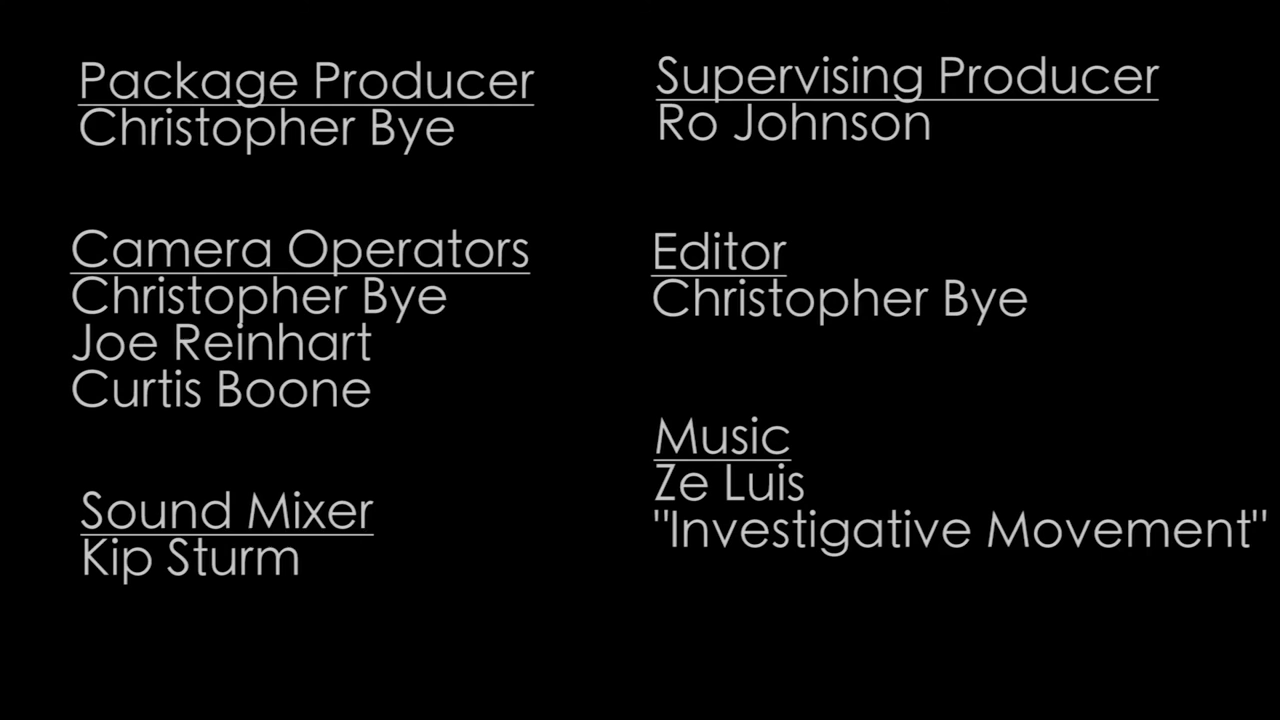 Package Producer
Christopher Bye
Camera Operators
Christopher Bye
Joe Reinhart
Curtis Boone
Sound Mixer
Kip Sturm
Supervising Producer
Ro Johnson
Editor
Christopher Bye
Music
Ze Luis
"Investigative Movement"